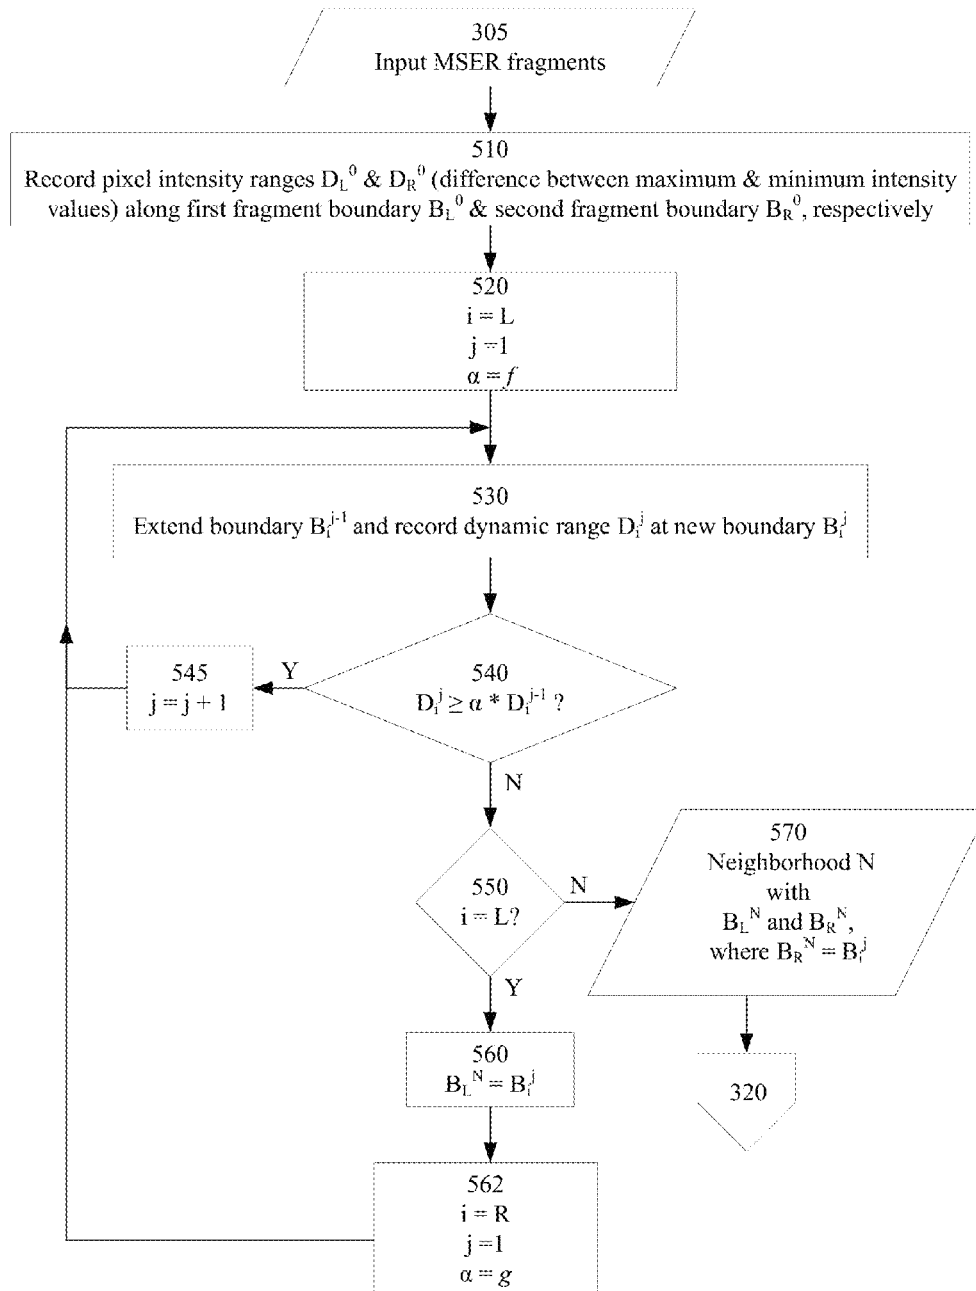 305
Input MSER fragments
510
Record pixel intensity ranges D_L^0 & D_R^0 (difference between maximum & minimum intensity
values) along first fragment boundary B_L^0 & second fragment boundary B_R^0, respectively
520
i = L
j =1
α = f
530
Extend boundary B_i^{j-1} and record dynamic range D_i^j at new boundary B_i^j
545
j = j + 1
Y
540
D_i^j ≥ α * D_i^{j-1} ?
N
550
i = L?
N
570
Neighborhood N
with
B_L^N and B_R^N,
where B_R^N = B_i^j
Y
560
B_L^N = B_i^j
320
562
i = R
j =1
α = g